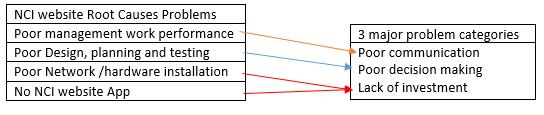 NCI website Root Causes Problems
Poor management work performance
Poor Design, planning and testing
Poor Network /hardware installation
No NCI website App
3 major problem categories
Poor communication
Poor decision making
Lack of investment